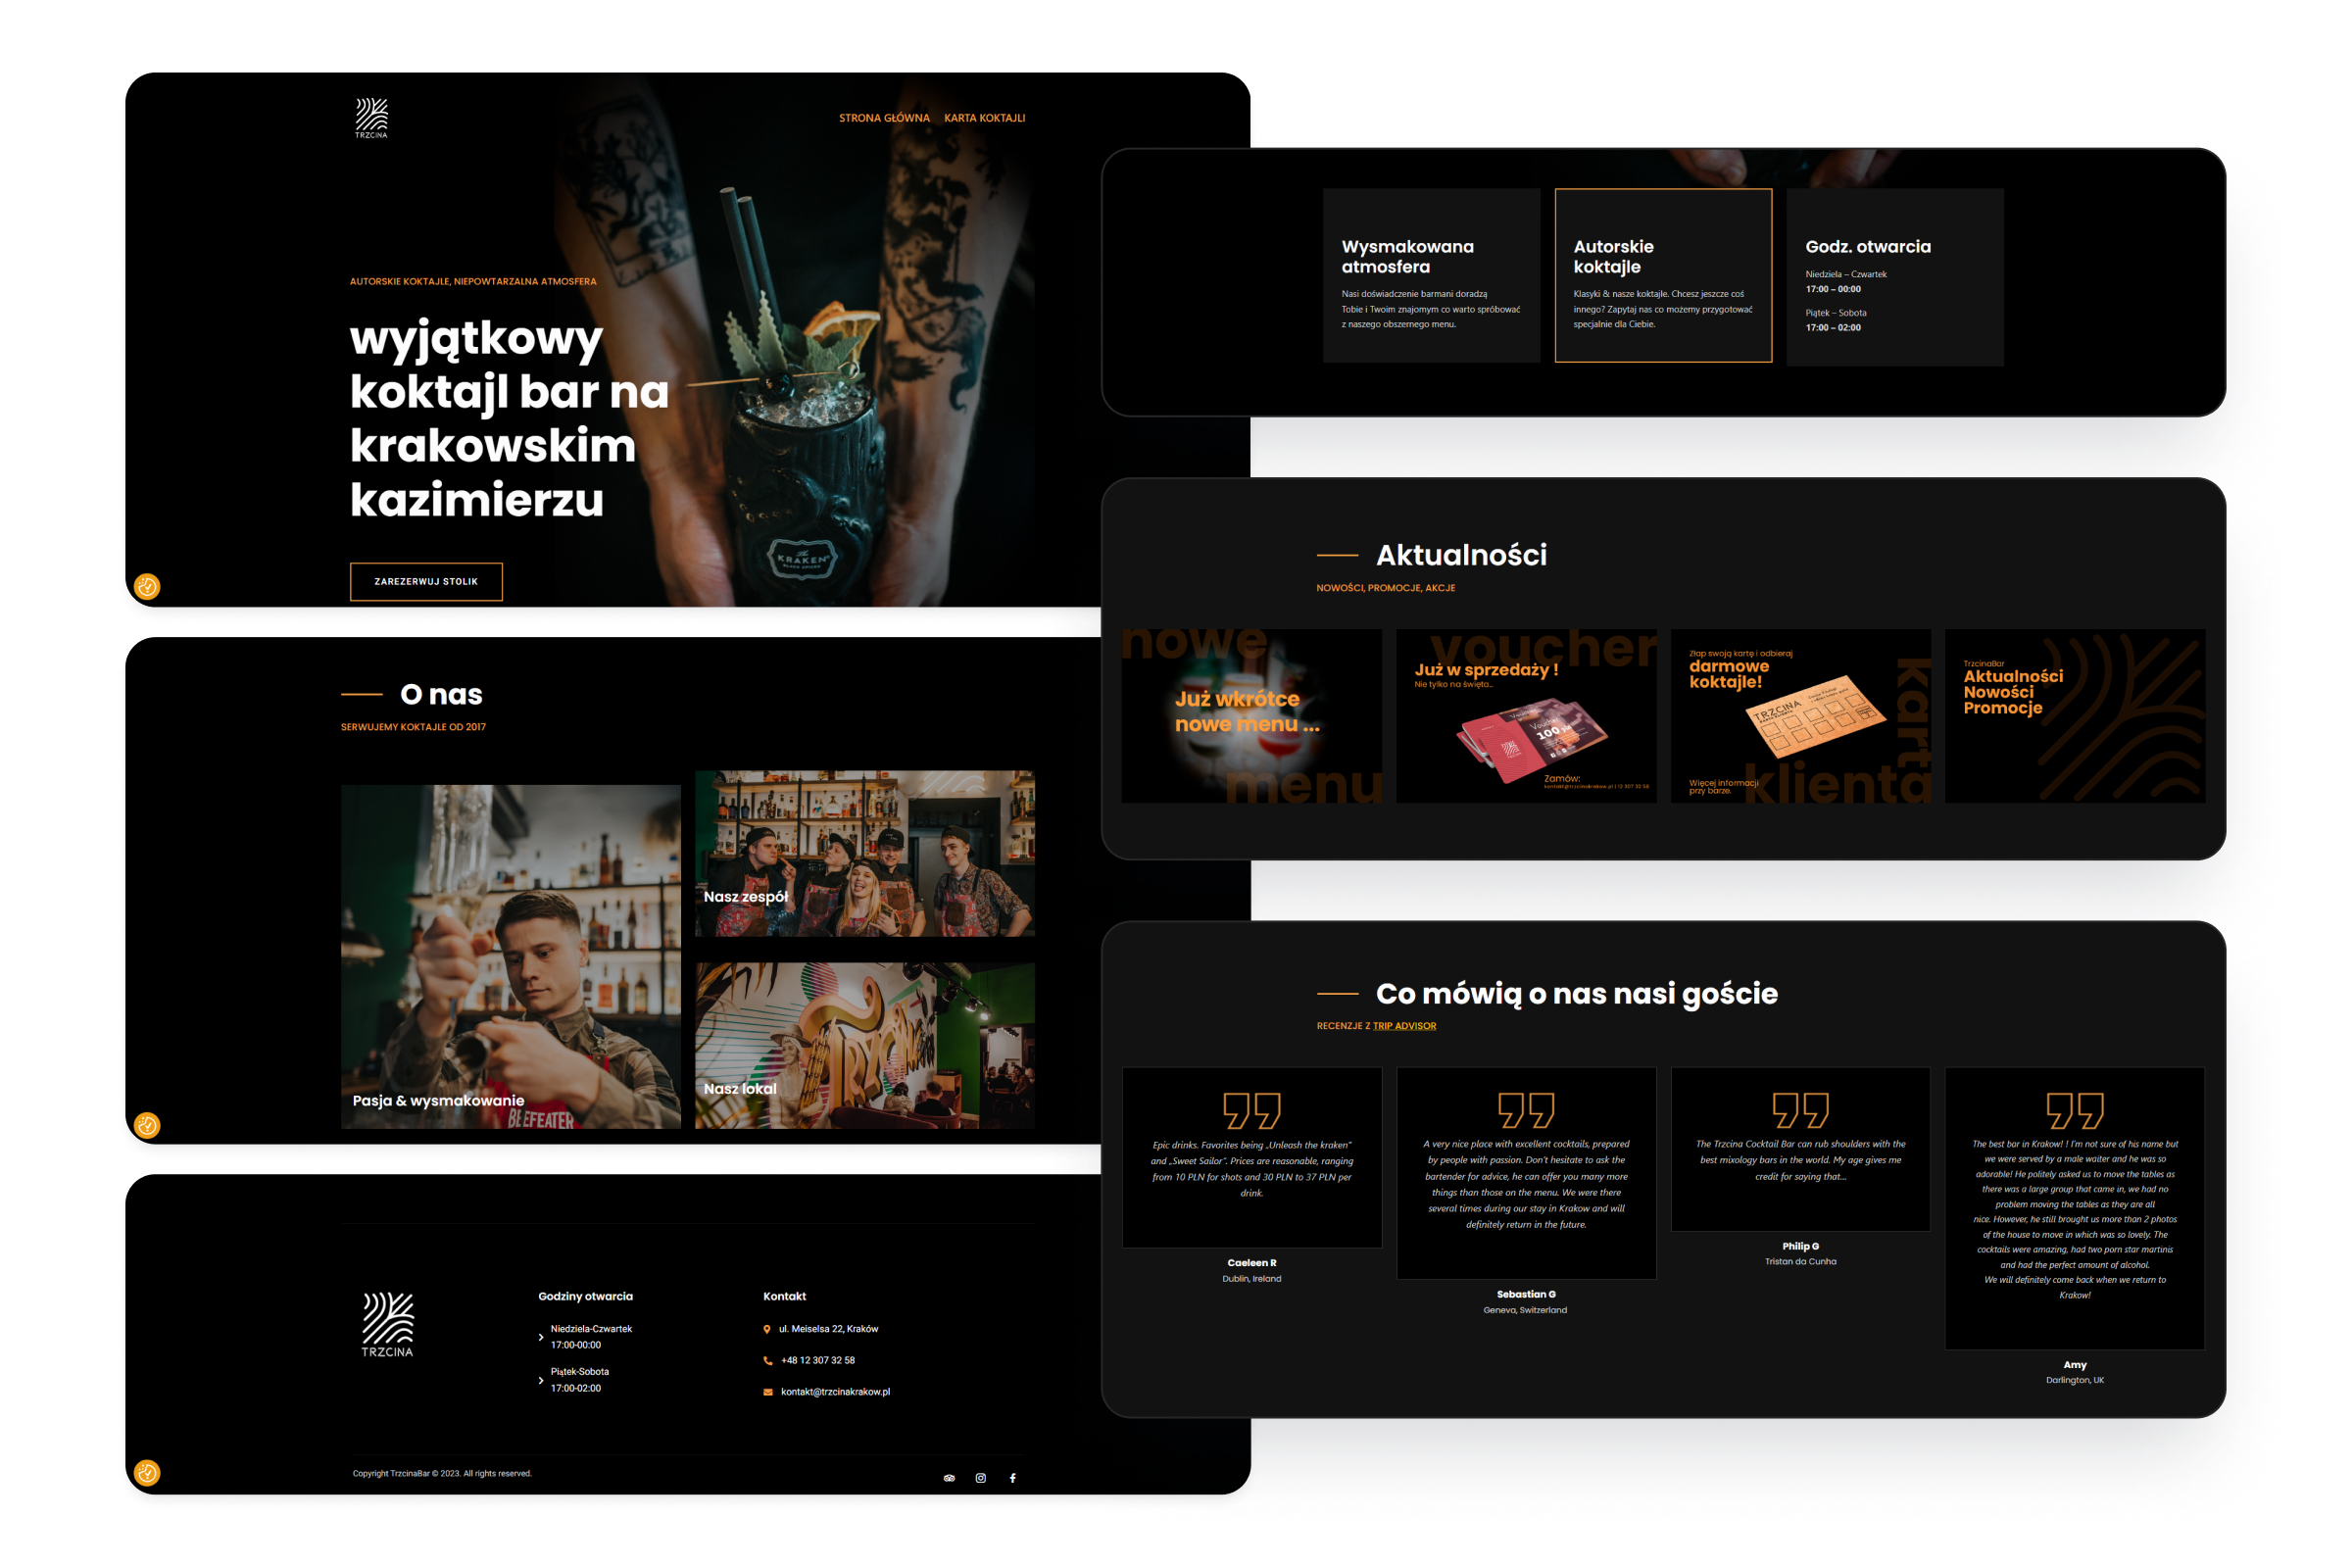 TRZCINA
STRONA GŁÓWNA
KARTA KOKTAJLI
AUTORSKIE KOKTAJLE, NIEPOWTARZALNA ATMOSFERA
wyjątkowy
koktajl bar na
krakowskim
kazimierzu
ZAREZERWUJ STOLIK
The
KRAKEN
BLACK SPICED
O nas
SERWUJEMY KOKTAJLE OD 2017
Pasja & wysmakowanie
BEEFEATER
Nasz zespół
Nasz lokal
TRZCINA
Godziny otwarcia
Niedziela-Czwartek
17:00-00:00
Piątek-Sobota
17:00-02:00
Kontakt
ul. Meiselsa 22, Kraków
+48 12 307 32 58
kontakt@trzcinakrakow.pl
Copyright TrzcinaBar © 2023. All rights reserved.
Wysmakowana
atmosfera
Nasi doświadczenie barmani doradzą
Tobie i Twoim znajomym co warto spróbować
z naszego obszernego menu.
Autorskie
koktajle
Klasyki & nasze koktajle. Chcesz jeszcze coś
innego? Zapytaj nas co możemy przygotować
specjalnie dla Ciebie.
Godz. otwarcia
Niedziela – Czwartek
17:00 – 00:00
Piątek – Sobota
17:00 – 02:00
Aktualności
NOWOŚCI, PROMOCJE, AKCJE
nowe
Już wkrótce
nowe menu ...
menu
voucher
Już w sprzedaży !
Nie tylko na święta...
Voucher
100
Zamów:
kontakt@trzcinakrakow.pl | 12 307 32 58
Złap swoją kartę i odbieraj
darmowe
koktajle!
TRZCINA
karta
klienta
Więcej informacji
przy barze.
TrzcinaBar
Aktualności
Nowości
Promocje
Co mówią o nas nasi goście
RECENZJE Z TRIP ADVISOR
Epic drinks. Favorites being „Unleash the kraken”
and „Sweet Sailor”. Prices are reasonable, ranging
from 10 PLN for shots and 30 PLN to 37 PLN per
drink.
Caeleen R
Dublin, Ireland
A very nice place with excellent cocktails, prepared
by people with passion. Don't hesitate to ask the
bartender for advice, he can offer you many more
things than those on the menu. We were there
several times during our stay in Krakow and will
definitely return in the future.
Sebastian G
Geneva, Switzerland
The Trzcina Cocktail Bar can rub shoulders with the
best mixology bars in the world. My age gives me
credit for saying that...
Philip G
Tristan da Cunha
The best bar in Krakow! ! I'm not sure of his name but
we were served by a male waiter and he was so
adorable! He politely asked us to move the tables as
there was a large group that came in, we had no
problem moving the tables as they are all
nice. However, he still brought us more than 2 photos
of the house to move in which was so lovely. The
cocktails were amazing, had two porn star martinis
and had the perfect amount of alcohol.
We will definitely come back when we return to
Krakow!
Amy
Darlington, UK